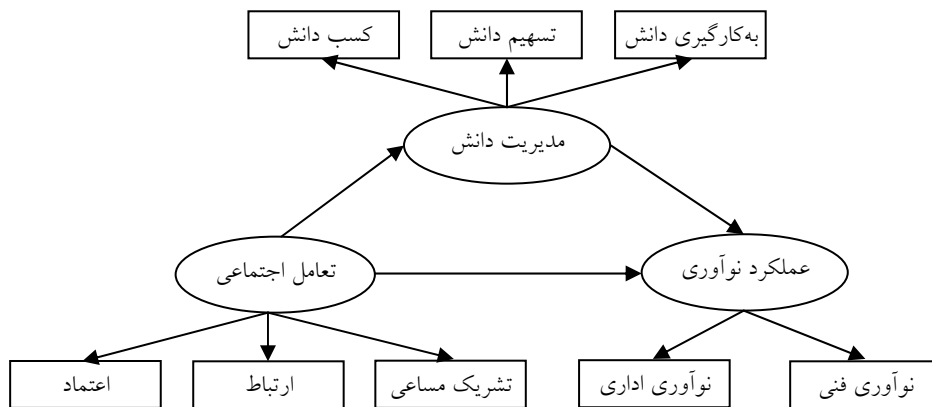 به‌کارگیری دانش
تسهیم دانش
کسب دانش
مدیریت دانش
عملکرد نوآوری
تعامل اجتماعی
نوآوری فنی
نوآوری اداری
تشریک مساعی
ارتباط
اعتماد